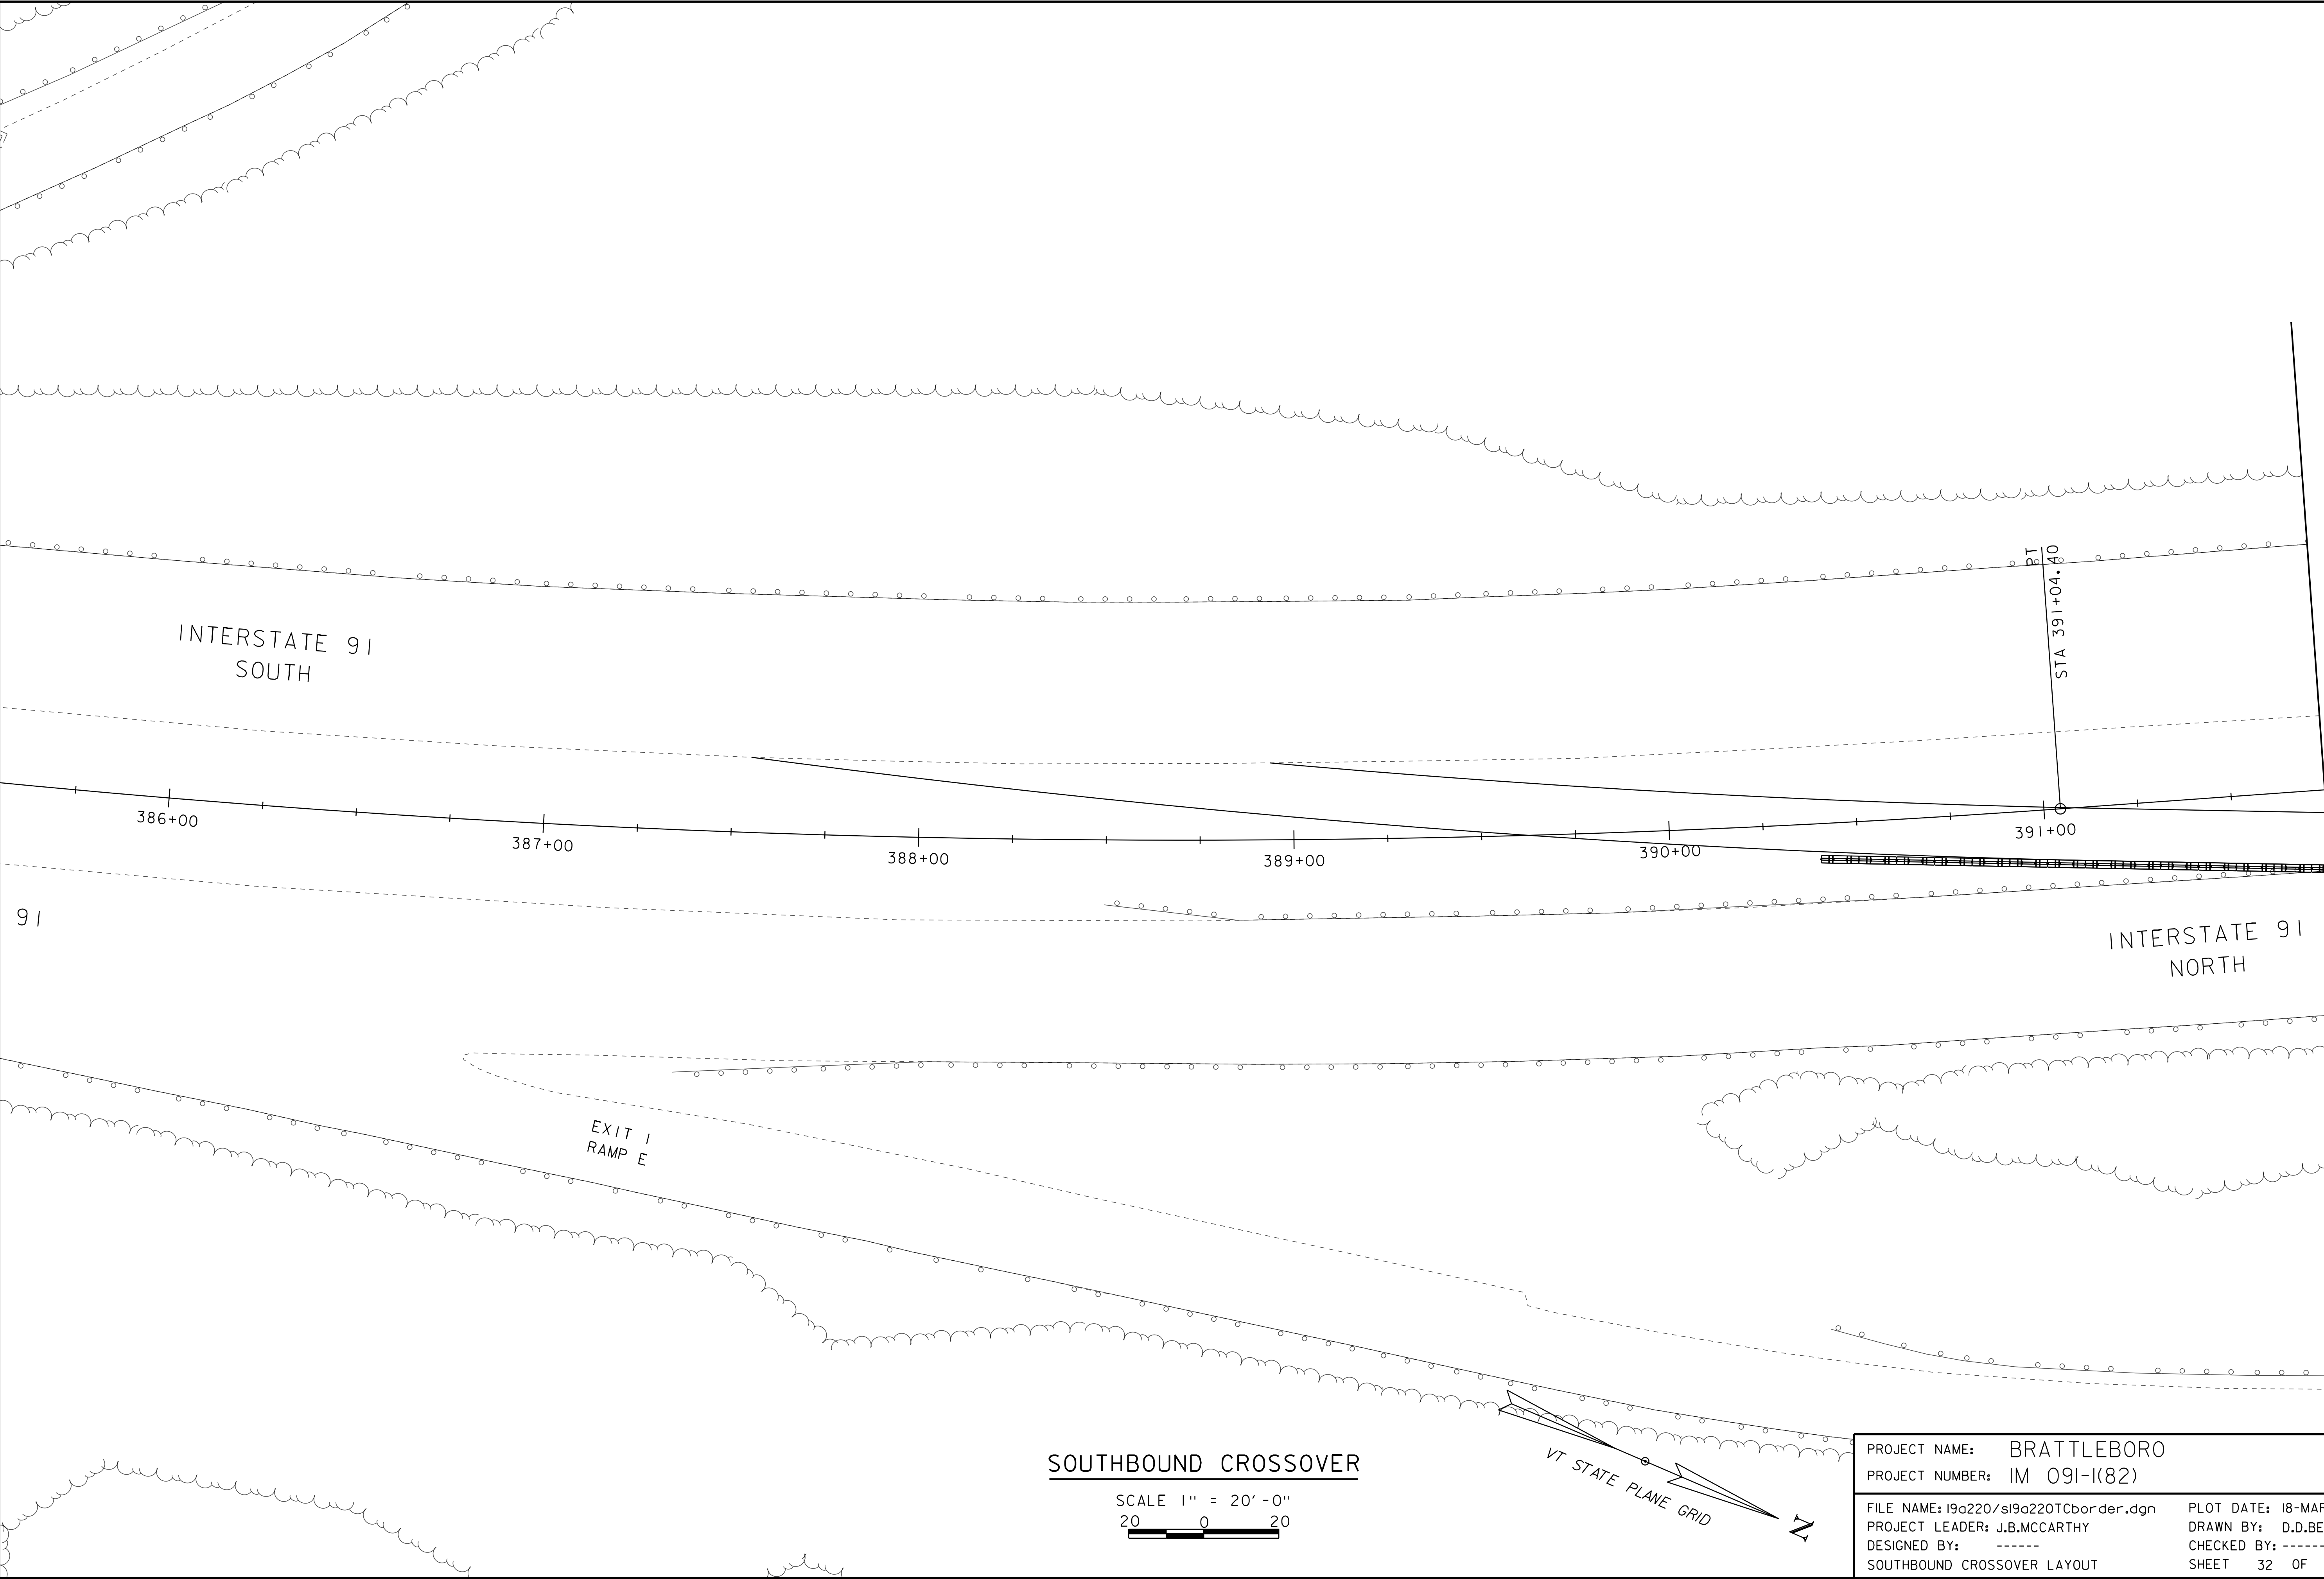 PT
STA 391+04.40
INTERSTATE 91
SOUTH
386+00
387+00
388+00
389+00
390+00
391+00
91
INTERSTATE 91
NORTH
EXIT 1
RAMP E
SOUTHBOUND CROSSOVER
SCALE 1" = 20'-0"
20 0 20
VT STATE PLANE GRID
N
PROJECT NAME: BRATTLEBORO
PROJECT NUMBER: IM 091-1(82)
FILE NAME: 19a220/s19a220TCborder.dgn PLOT DATE: 18-MAR
PROJECT LEADER: J.B.MCCARTHY DRAWN BY: D.D.BE
DESIGNED BY: ------ CHECKED BY: ------
SOUTHBOUND CROSSOVER LAYOUT SHEET 32 OF